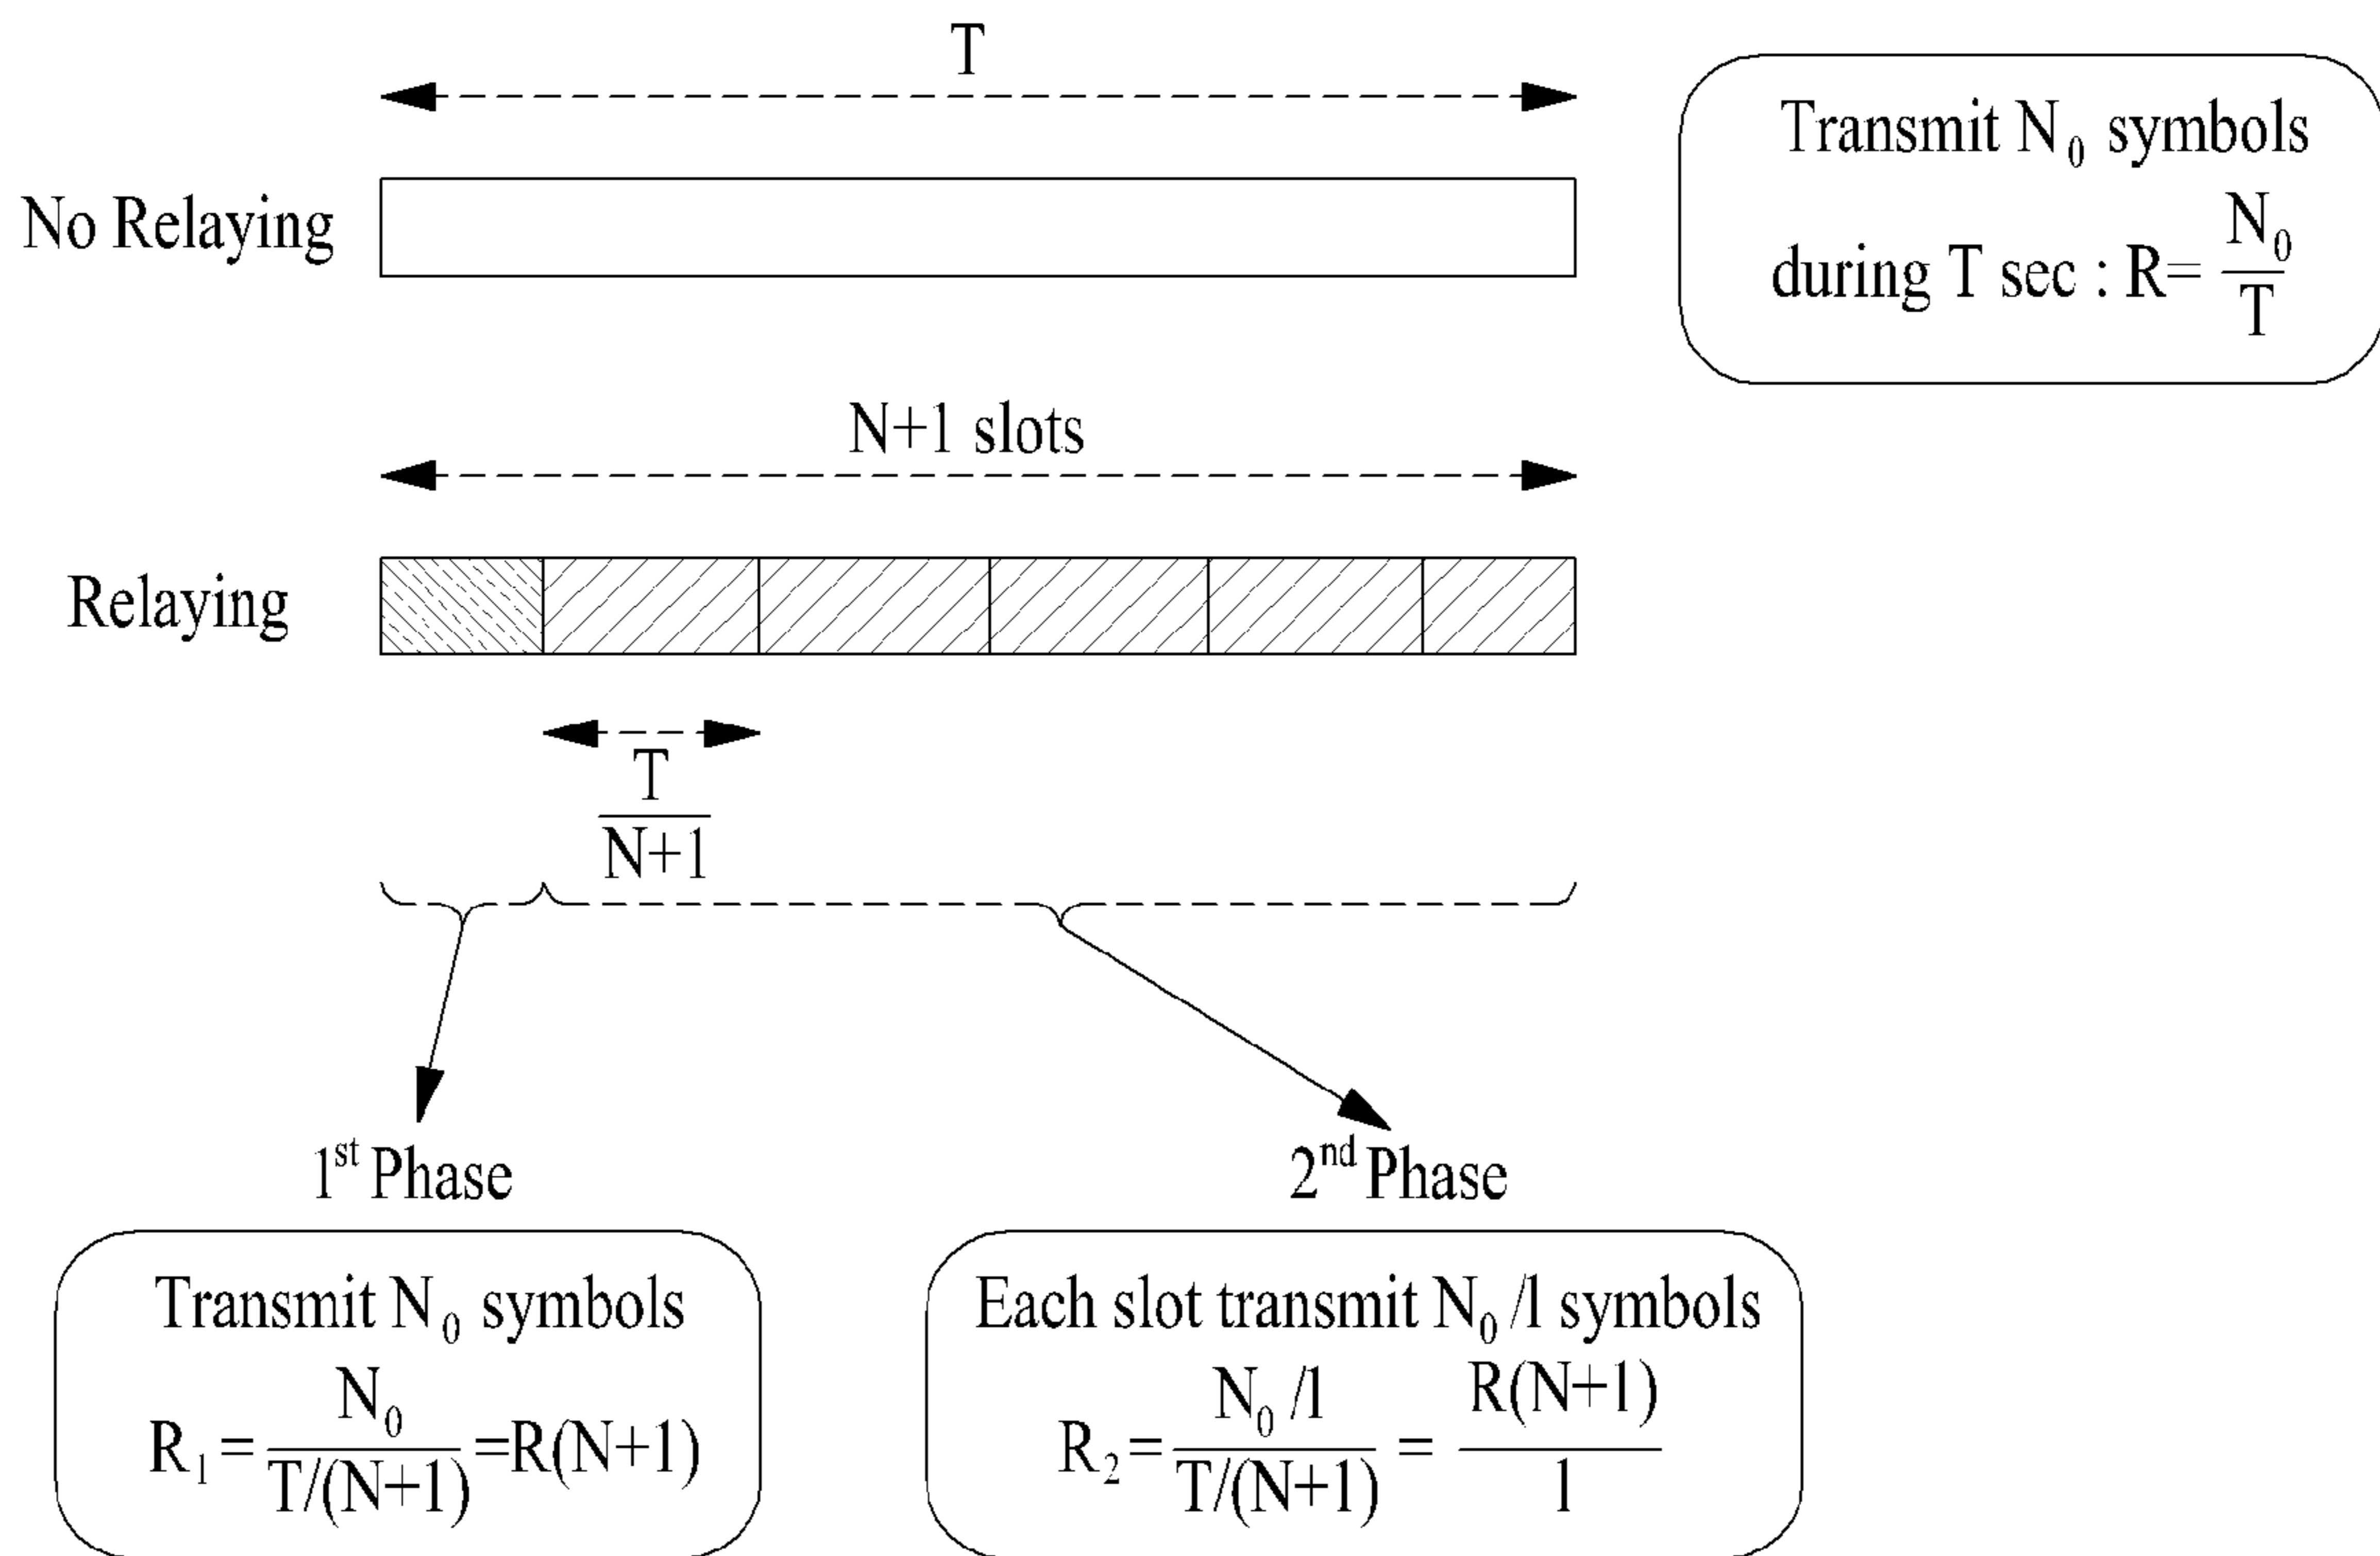 T
No Relaying
Transmit N₀ symbols
during T sec : R= N₀/T
N+1 slots
Relaying
T/(N+1)
1st Phase
Transmit N₀ symbols
R₁ = N₀/(T/(N+1)) =R(N+1)
2nd Phase
Each slot transmit N₀ /l symbols
R₂ = (N₀ /l)/(T/(N+1)) = R(N+1)/l